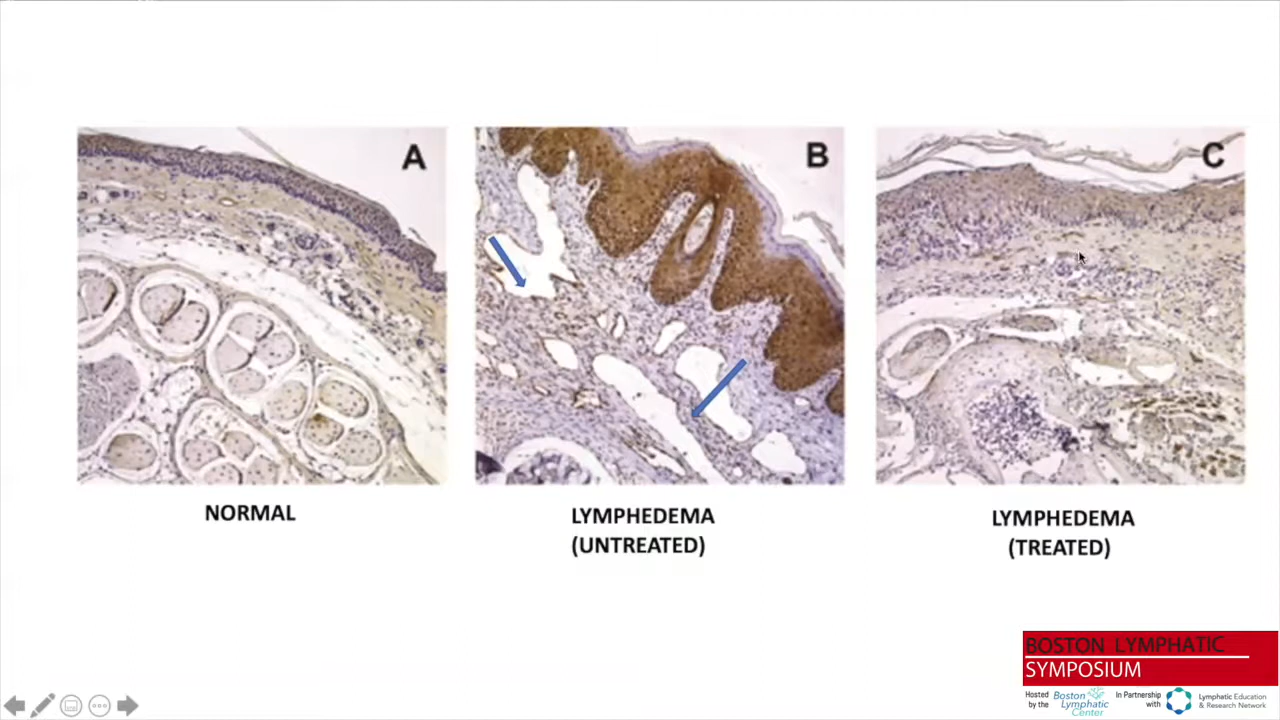 A
B
C
NORMAL
LYMPHEDEMA
(UNTREATED)
LYMPHEDEMA
(TREATED)
BOSTON LYMPHATIC
SYMPOSIUM
Hosted
by the
Boston
Lymphatic
Center
In Partnership
with
Lymphatic Education
& Research Network